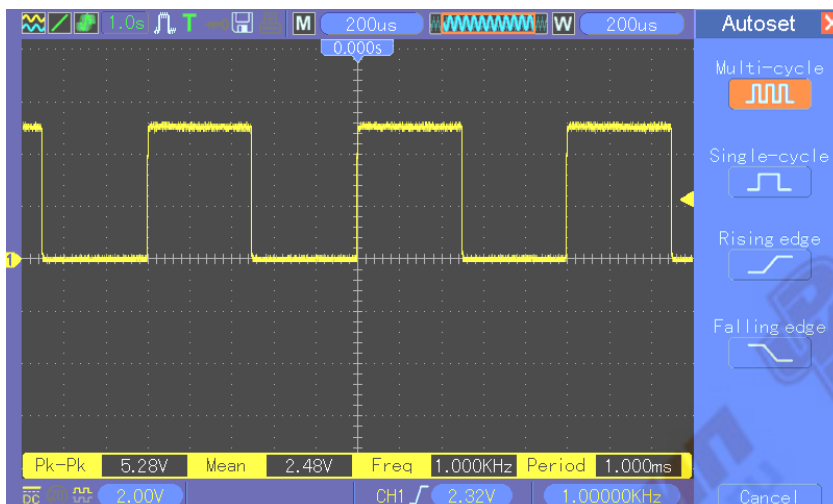 1.0s T M 200us W 200us Autoset
0.000s
Multi-cycle
Single-cycle
1
Rising edge
Falling edge
Pk-Pk 5.28V Mean 2.48V Freq 1.000KHz Period 1.000ms
DC 2.00V CH1 2.32V 1.00000KHz Cancel